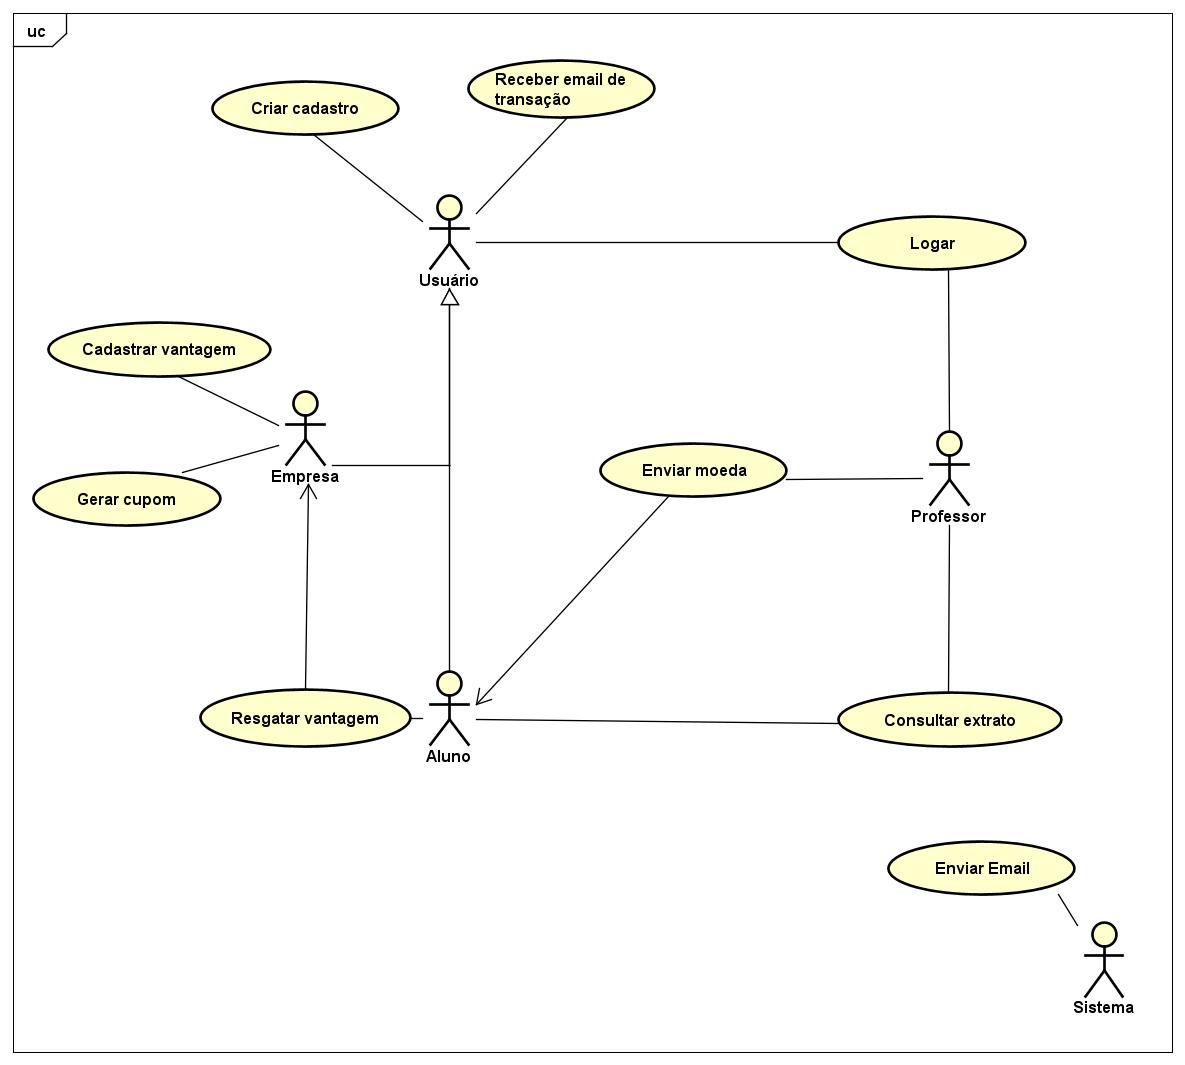 uc
Receber email de
transação
Criar cadastro
Logar
Usuário
Cadastrar vantagem
Empresa
Enviar moeda
Gerar cupom
Professor
Resgatar vantagem
Consultar extrato
Aluno
Enviar Email
Sistema